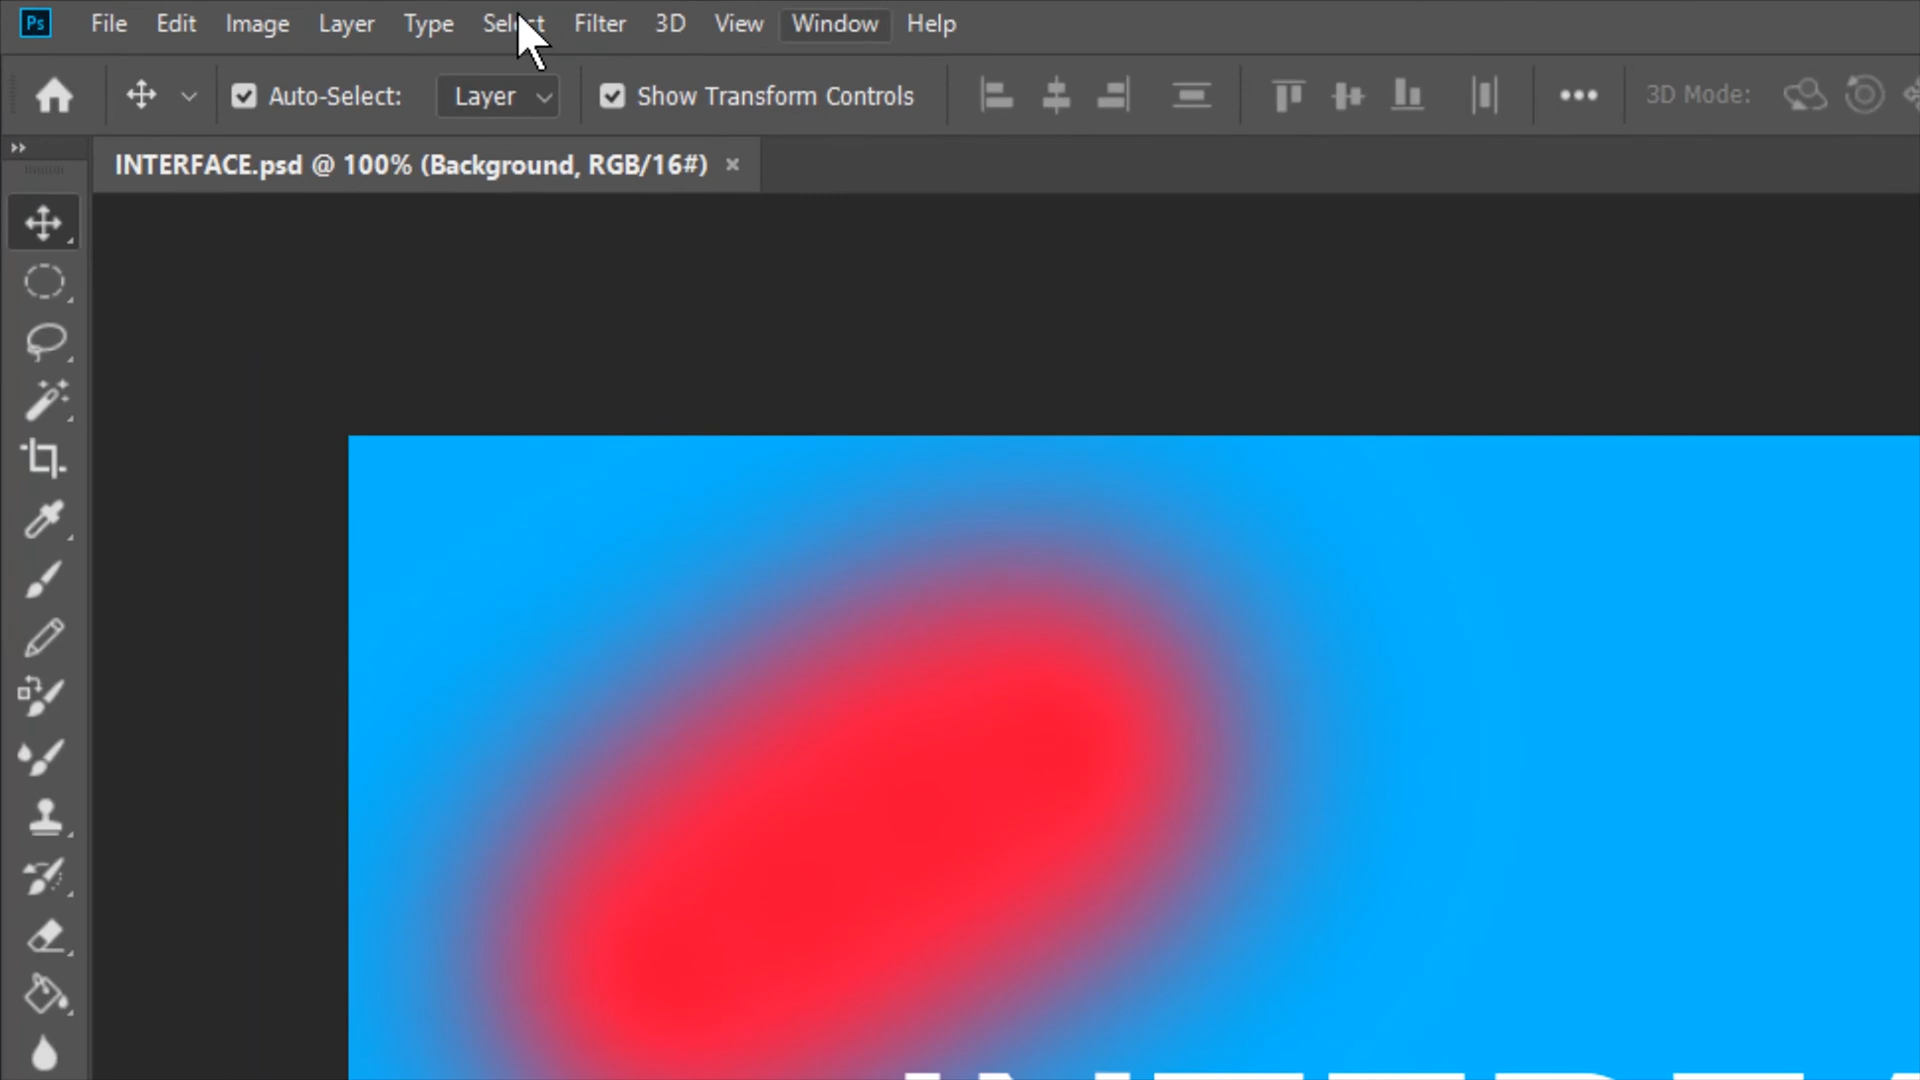 Ps File Edit Image Layer Type Select Filter 3D View Window Help
Auto-Select: Layer Show Transform Controls 3D Mode:
INTERFACE.psd @ 100% (Background, RGB/16#) ×